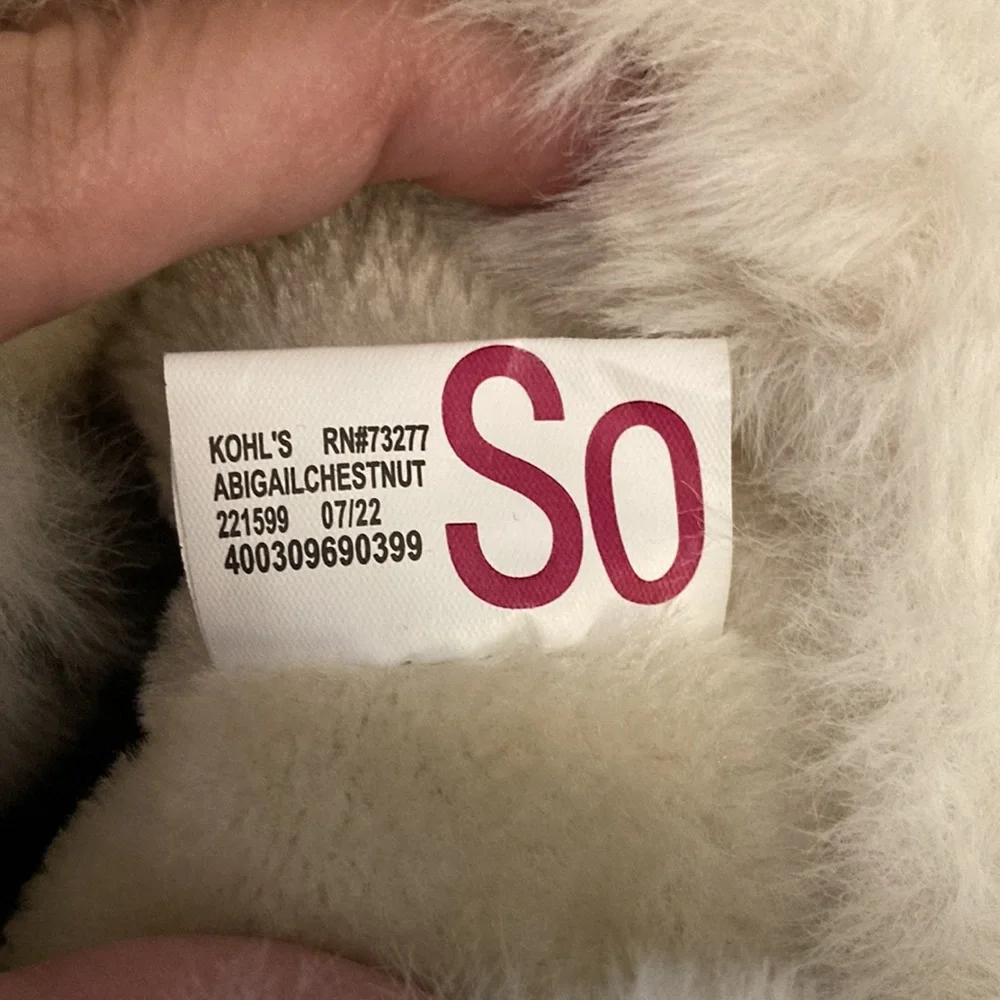 KOHL'S RN#73277
ABIGAILCHESTNUT
221599 07/22
400309690399
So